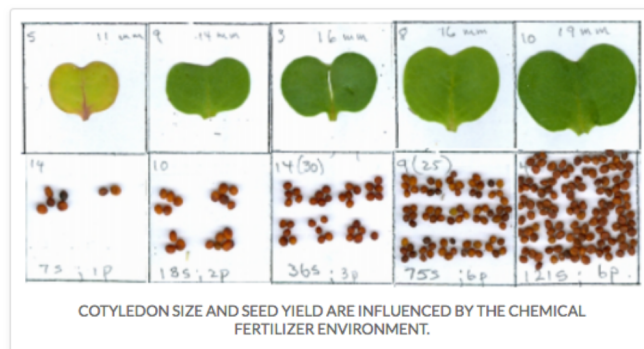 5 11 mm
9 14 mm
3 16 mm
8 16 mm
10 19 mm
14
10
14 (30)
9 (25)
7s ; 1p
18s ; 2p
36s ; 3p
75s ; 6p
121s ; 6p
COTYLEDON SIZE AND SEED YIELD ARE INFLUENCED BY THE CHEMICAL
FERTILIZER ENVIRONMENT.